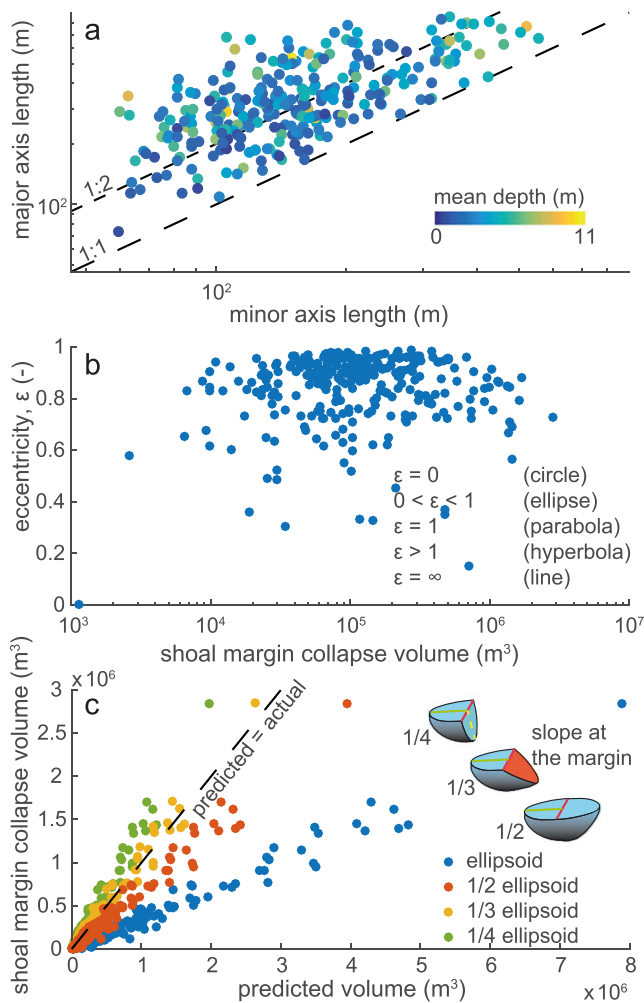 a
major axis length (m)
10²
1:2
1:1
mean depth (m)
0 11
10²
minor axis length (m)
b
eccentricity, ε (-)
1
0.8
0.6
0.4
0.2
0
ε = 0 (circle)
0 < ε < 1 (ellipse)
ε = 1 (parabola)
ε > 1 (hyperbola)
ε = ∞ (line)
10³ 10⁴ 10⁵ 10⁶ 10⁷
shoal margin collapse volume (m³)
x10⁶
c
shoal margin collapse volume (m³)
3
2.5
2
1.5
1
0.5
0
predicted = actual
1/4
slope at
the margin
1/3
1/2
ellipsoid
1/2 ellipsoid
1/3 ellipsoid
1/4 ellipsoid
0 1 2 3 4 5 6 7 8
predicted volume (m³)
x10⁶